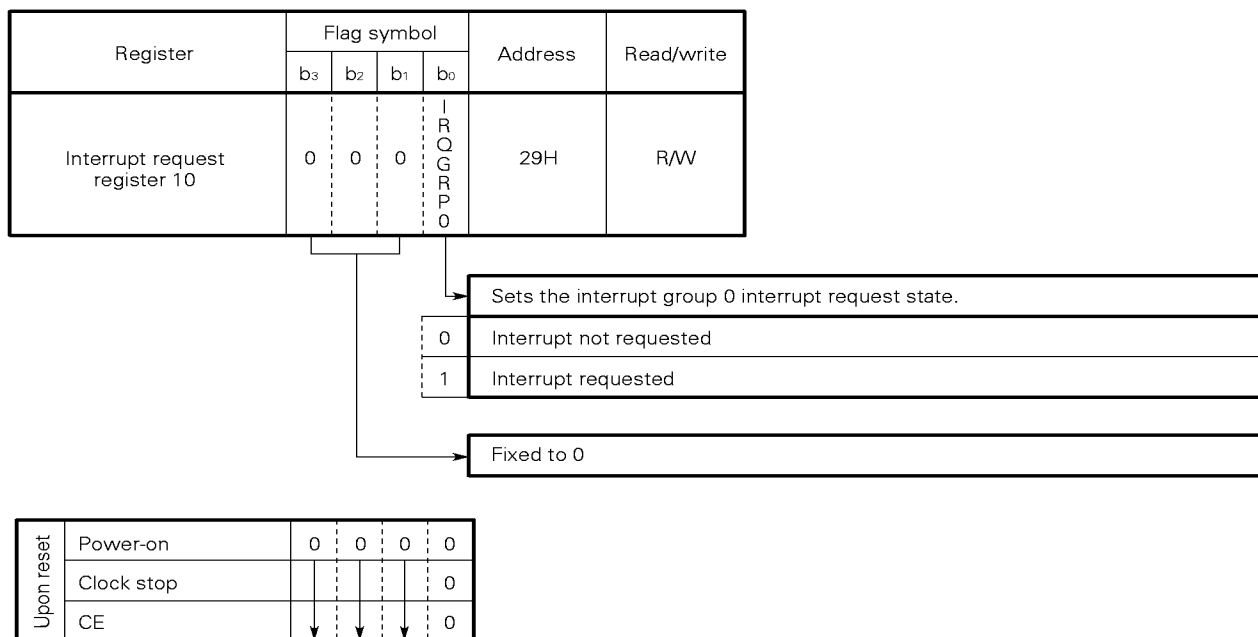 Register
Flag symbol
Address
Read/write
b3
b2
b1
b0
Interrupt request
register 10
0
0
0
IRQGRP0
29H
R/W
Sets the interrupt group 0 interrupt request state.
0
Interrupt not requested
1
Interrupt requested
Fixed to 0
Upon reset
Power-on
0
0
0
0
Clock stop
0
CE
0